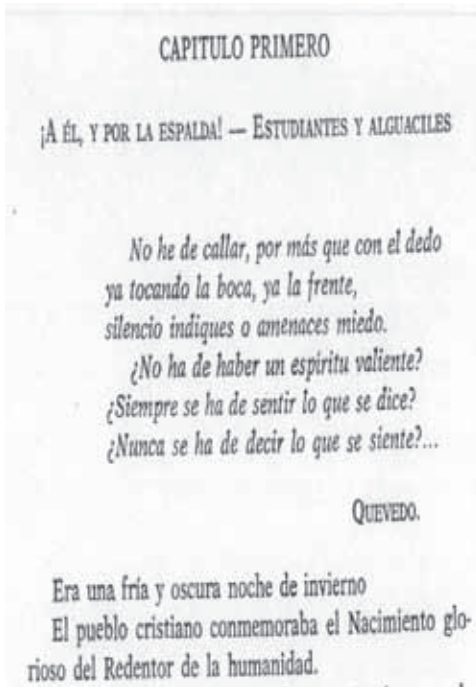 CAPITULO PRIMERO
¡A ÉL, Y POR LA ESPALDA! — ESTUDIANTES Y ALGUACILES
No he de callar, por más que con el dedo
ya tocando la boca, ya la frente,
silencio indiques o amenaces miedo.
¿No ha de haber un espíritu valiente?
¿Siempre se ha de sentir lo que se dice?
¿Nunca se ha de decir lo que se siente?...
QUEVEDO.
Era una fría y oscura noche de invierno
El pueblo cristiano conmemoraba el Nacimiento glo-
rioso del Redentor de la humanidad.